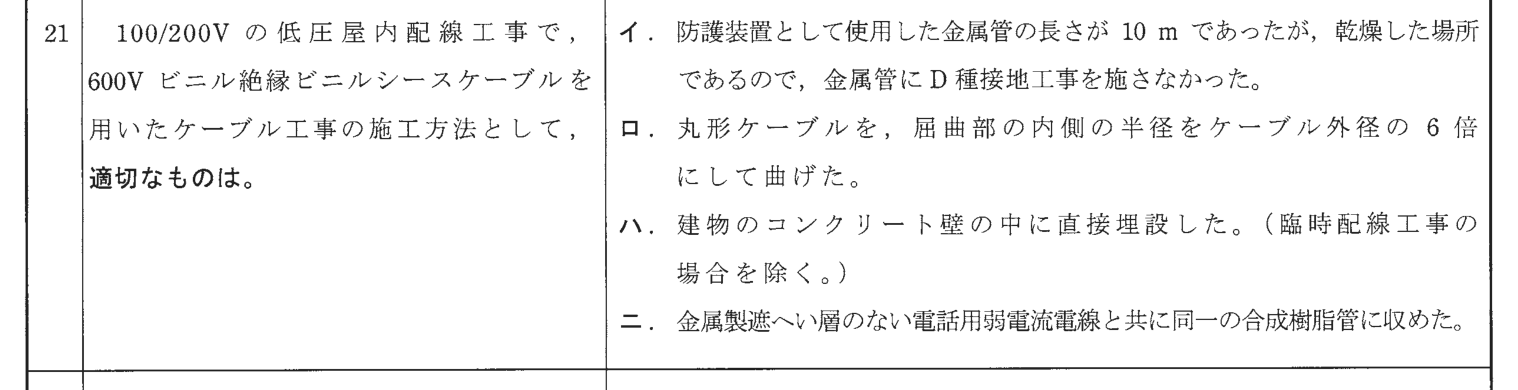 21
100/200V の低圧屋内配線工事で，
600V ビニル絶縁ビニルシースケーブルを
用いたケーブル工事の施工方法として，
適切なものは。
イ． 防護装置として使用した金属管の長さが 10 m であったが，乾燥した場所
であるので，金属管に D 種接地工事を施さなかった。
ロ． 丸形ケーブルを，屈曲部の内側の半径をケーブル外径の 6 倍
にして曲げた。
ハ． 建物のコンクリート壁の中に直接埋設した。（臨時配線工事の
場合を除く。）
ニ． 金属製遮へい層のない電話用弱電流電線と共に同一の合成樹脂管に収めた。